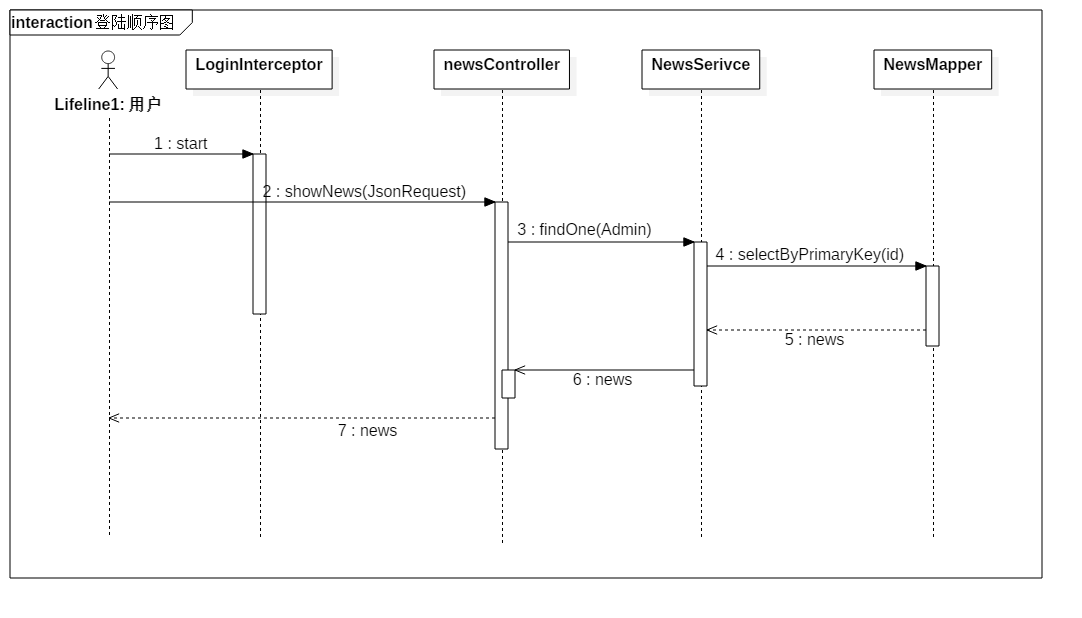 interaction 登陆顺序图
LoginInterceptor
newsController
NewsSerivce
NewsMapper
Lifeline1: 用户
1 : start
2 : showNews(JsonRequest)
3 : findOne(Admin)
4 : selectByPrimaryKey(id)
5 : news
6 : news
7 : news